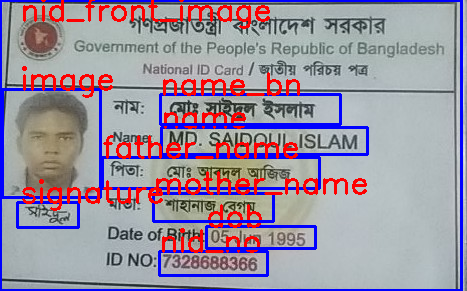 nid_front_image
গণপ্রজাতন্ত্রী বাংলাদেশ সরকার
Government of the People's Republic of Bangladesh
National ID Card / জাতীয় পরিচয় পত্র
image
name_bn
নাম: মোঃ সাইদুল ইসলাম
name
Name: MD. SAIDOUL ISLAM
father_name
পিতা: মোঃ আবদুল আজিজ
mother_name
signature
মাতা: শাহানাজ বেগম
সাইদুল
dob
Date of Birth: 05 Jun 1995
nid_no
ID NO: 7328688366